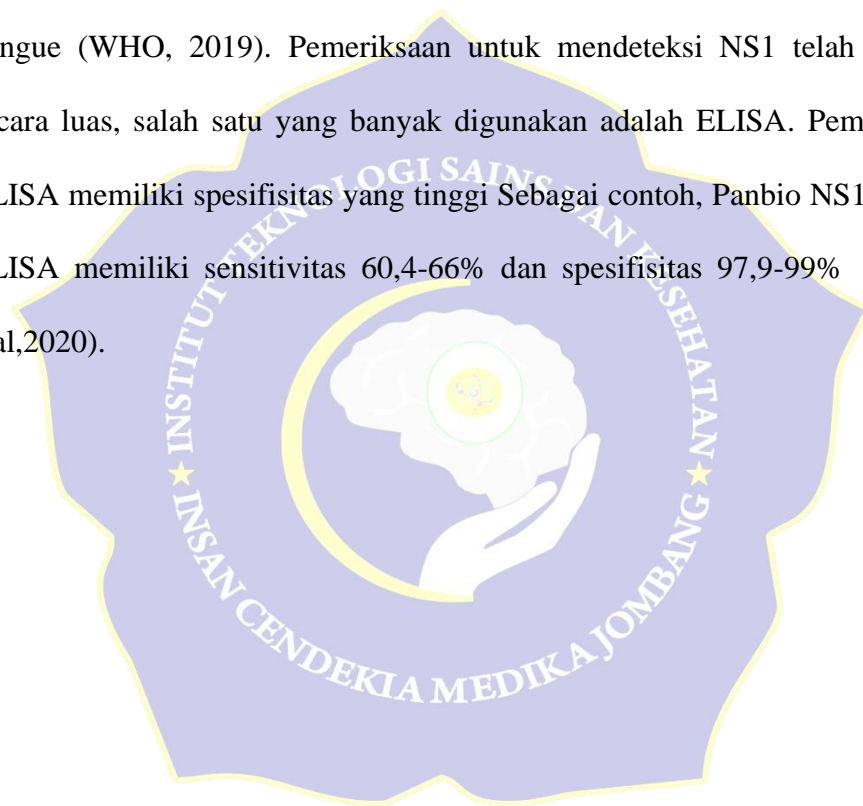 ngue (WHO, 2019). Pemeriksaan untuk mendeteksi NS1 telah
cara luas, salah satu yang banyak digunakan adalah ELISA. Pem
LISA memiliki spesifisitas yang tinggi Sebagai contoh, Panbio NS1
LISA memiliki sensitivitas 60,4-66% dan spesifisitas 97,9-99%
al,2020).
INSTITUT TEKNOLOGI SAINS DAN KESEHATAN
INSAN CENDEKIA MEDIKA JOMBANG